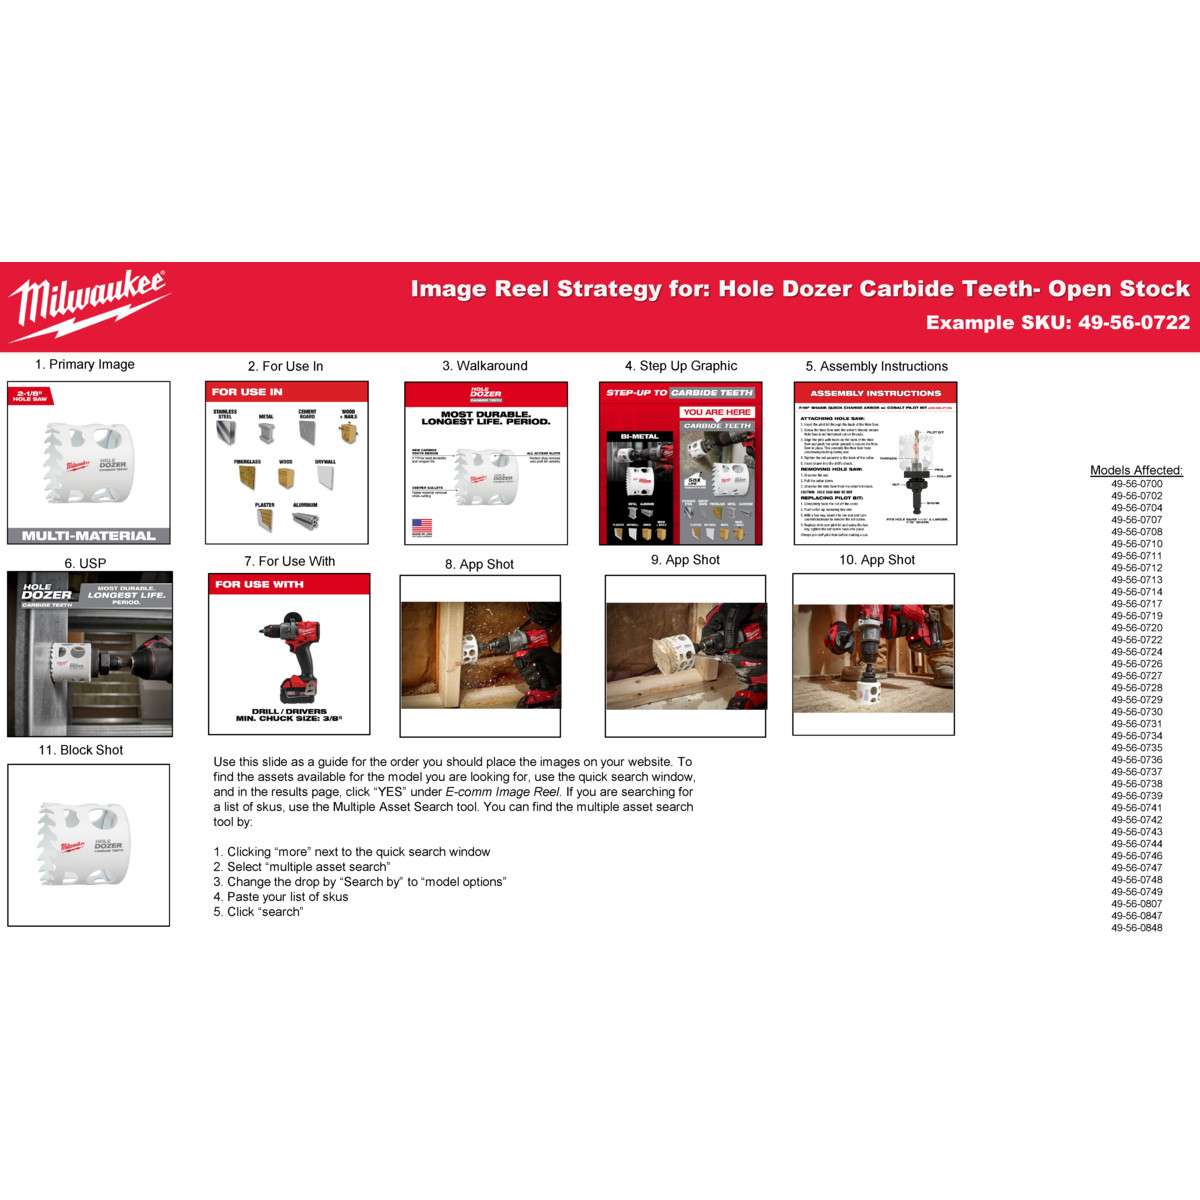 Milwaukee
Image Reel Strategy for: Hole Dozer Carbide Teeth- Open Stock
Example SKU: 49-56-0722
1. Primary Image
2. For Use In
3. Walkaround
4. Step Up Graphic
5. Assembly Instructions
2-1/8"
HOLE SAW
Milwaukee
HOLE
DOZER
CARBIDE TEETH
MULTI-MATERIAL
FOR USE IN
STAINLESS
STEEL
METAL
CEMENT
BOARD
WOOD
+ NAILS
FIBERGLASS
WOOD
DRYWALL
PLASTER
ALUMINUM
HOLE
DOZER
CARBIDE TEETH
MOST DURABLE.
LONGEST LIFE. PERIOD.
ALL ACCESS SLOTS
DEEPER GULLETS
STEP-UP TO CARBIDE TEETH
YOU ARE HERE
CARBIDE TEETH
BI-METAL
50X
LIFE
ASSEMBLY INSTRUCTIONS
ATTACHING HOLE SAW:
REMOVING HOLE SAW:
REPLACING PILOT BIT:
PILOT BIT
COLLAR
SHANK
6. USP
7. For Use With
8. App Shot
9. App Shot
10. App Shot
HOLE
DOZER
CARBIDE TEETH
MOST DURABLE.
LONGEST LIFE.
PERIOD.
FOR USE WITH
DRILL / DRIVERS
MIN. CHUCK SIZE: 3/8"
11. Block Shot
Milwaukee
HOLE
DOZER
CARBIDE TEETH
Use this slide as a guide for the order you should place the images on your website. To
find the assets available for the model you are looking for, use the quick search window,
and in the results page, click “YES” under E-comm Image Reel. If you are searching for
a list of skus, use the Multiple Asset Search tool. You can find the multiple asset search
tool by:
1. Clicking “more” next to the quick search window
2. Select “multiple asset search”
3. Change the drop by “Search by” to “model options”
4. Paste your list of skus
5. Click “search”
Models Affected:
49-56-0700
49-56-0702
49-56-0704
49-56-0707
49-56-0708
49-56-0710
49-56-0711
49-56-0712
49-56-0713
49-56-0714
49-56-0717
49-56-0719
49-56-0720
49-56-0722
49-56-0724
49-56-0726
49-56-0727
49-56-0728
49-56-0729
49-56-0730
49-56-0731
49-56-0734
49-56-0735
49-56-0736
49-56-0737
49-56-0738
49-56-0739
49-56-0741
49-56-0742
49-56-0743
49-56-0744
49-56-0746
49-56-0747
49-56-0748
49-56-0749
49-56-0807
49-56-0847
49-56-0848